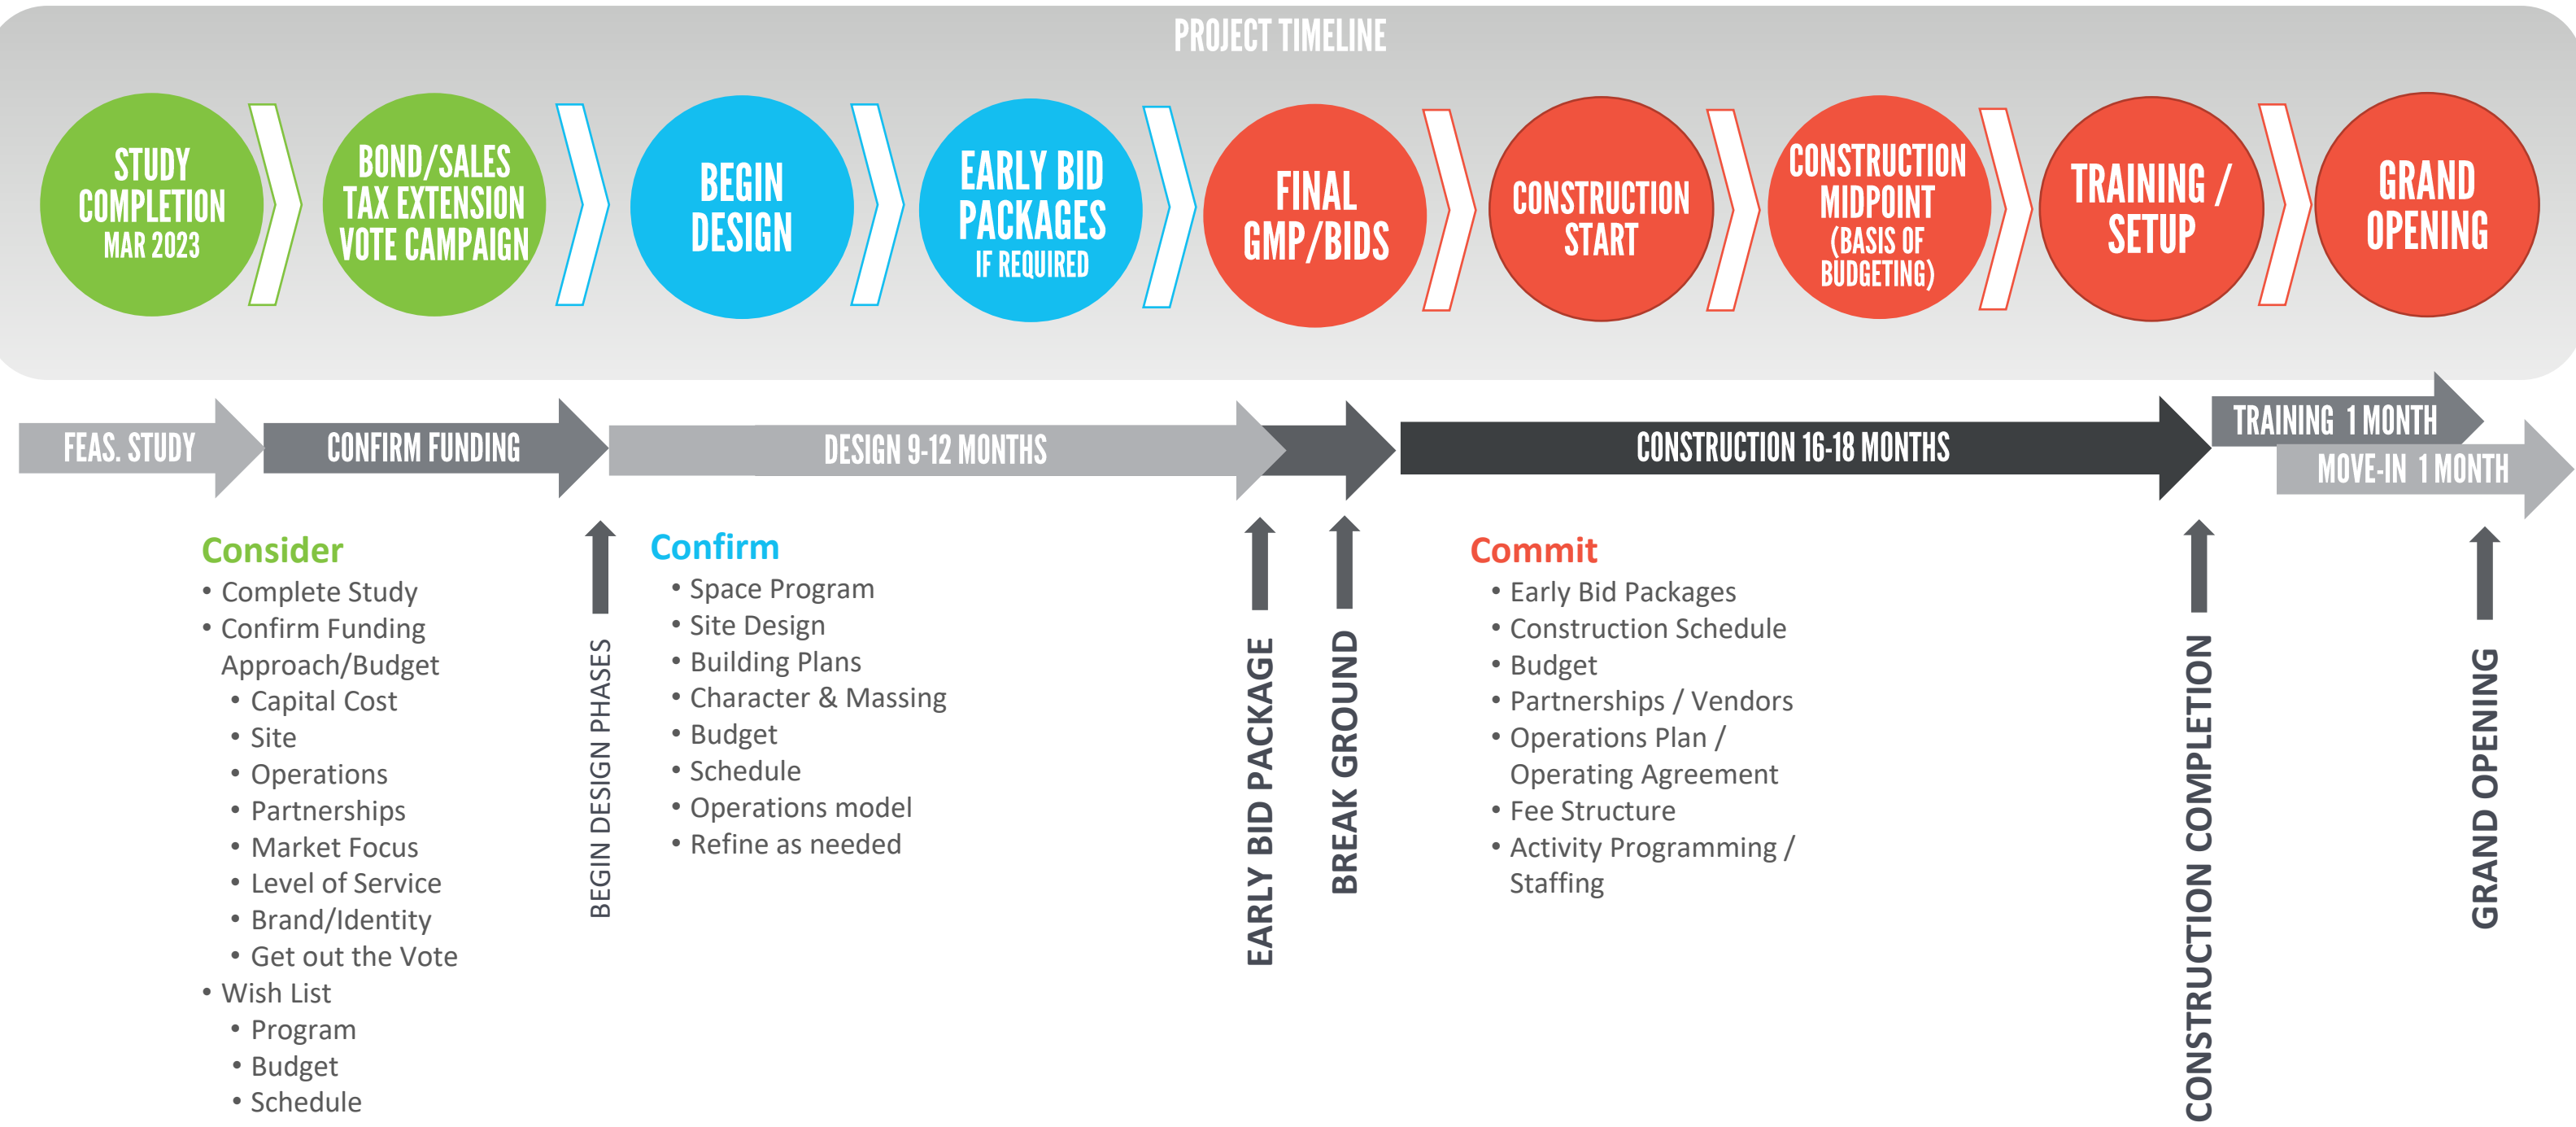 PROJECT TIMELINE
STUDY
COMPLETION
MAR 2023
BOND/SALES
TAX EXTENSION
VOTE CAMPAIGN
BEGIN
DESIGN
EARLY BID
PACKAGES
IF REQUIRED
FINAL
GMP/BIDS
CONSTRUCTION
START
CONSTRUCTION
MIDPOINT
(BASIS OF
BUDGETING)
TRAINING /
SETUP
GRAND
OPENING
FEAS. STUDY
CONFIRM FUNDING
DESIGN 9-12 MONTHS
CONSTRUCTION 16-18 MONTHS
TRAINING 1 MONTH
MOVE-IN 1 MONTH
Consider
• Complete Study
• Confirm Funding
Approach/Budget
• Capital Cost
• Site
• Operations
• Partnerships
• Market Focus
• Level of Service
• Brand/Identity
• Get out the Vote
• Wish List
• Program
• Budget
• Schedule
BEGIN DESIGN PHASES
Confirm
• Space Program
• Site Design
• Building Plans
• Character & Massing
• Budget
• Schedule
• Operations model
• Refine as needed
EARLY BID PACKAGE
BREAK GROUND
Commit
• Early Bid Packages
• Construction Schedule
• Budget
• Partnerships / Vendors
• Operations Plan /
Operating Agreement
• Fee Structure
• Activity Programming /
Staffing
CONSTRUCTION COMPLETION
GRAND OPENING